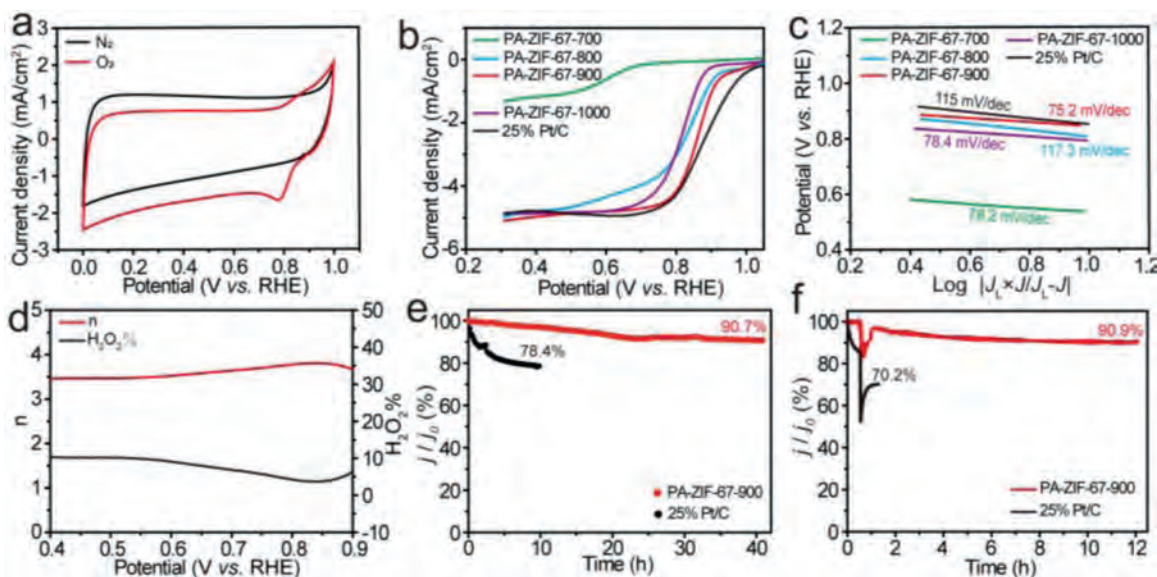 a
N₂
O₂
Current density (mA/cm²)
3
2
1
0
-1
-2
-3
0.0 0.2 0.4 0.6 0.8 1.0
Potential (V vs. RHE)
b
PA-ZIF-67-700
PA-ZIF-67-800
PA-ZIF-67-900
PA-ZIF-67-1000
25% Pt/C
Current density (mA/cm²)
0
-2
-4
-6
0.2 0.4 0.6 0.8 1.0
Potential (V vs. RHE)
c
PA-ZIF-67-700 PA-ZIF-67-1000
PA-ZIF-67-800 25% Pt/C
PA-ZIF-67-900
115 mV/dec
75.2 mV/dec
78.4 mV/dec
117.3 mV/dec
78.2 mV/dec
Potential (V vs. RHE)
1.2
1.0
0.8
0.6
0.4
0.2 0.4 0.6 0.8 1.0 1.2
Log |J_L×J/J_L-J|
d
n
H₂O₂%
n
5
4
3
2
1
0
50
40
30
20
10
0
-10
H₂O₂%
0.4 0.5 0.6 0.7 0.8 0.9
Potential (V vs. RHE)
e
90.7%
78.4%
PA-ZIF-67-900
25% Pt/C
j / j₀ (%)
100
80
60
40
20
0
0 10 20 30 40
Time (h)
f
90.9%
70.2%
PA-ZIF-67-900
25% Pt/C
j / j₀ (%)
100
80
60
40
20
0
0 2 4 6 8 10 12
Time (h)